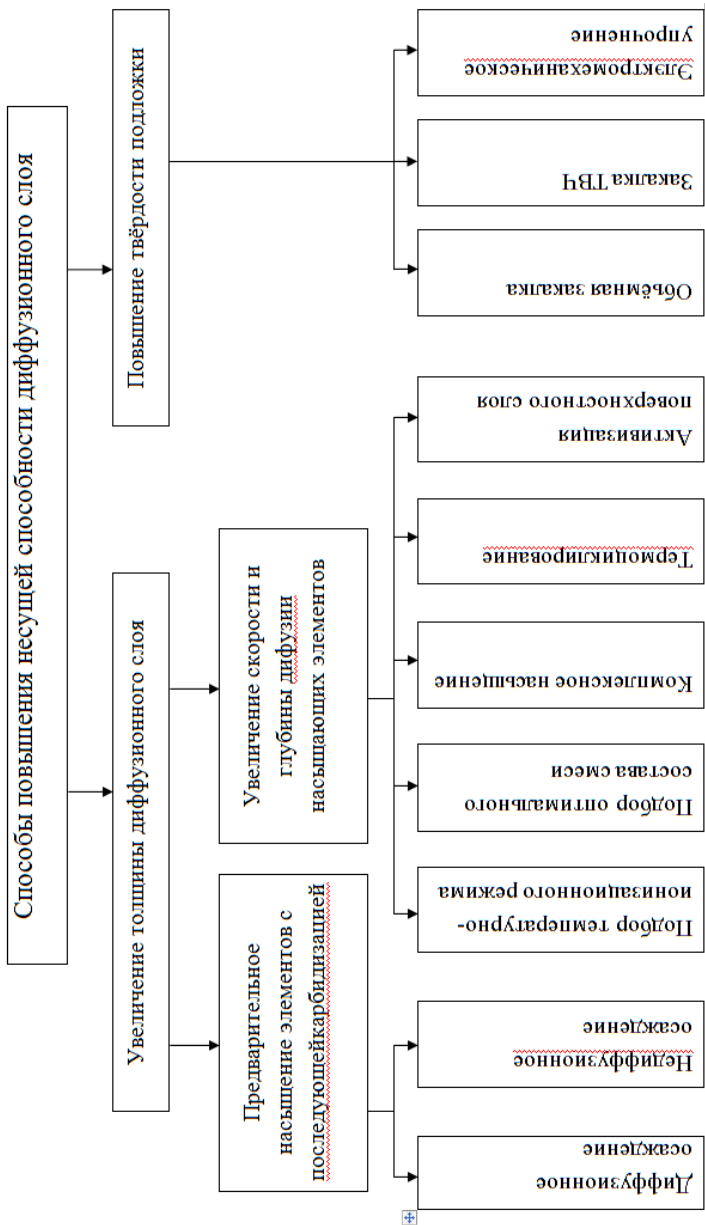 Способы повышения несущей способности диффузионного слоя
Увеличение толщины диффузионного слоя
Повышение твёрдости подложки
Предварительное
насыщение элементов с
последующейкарбидизацией
Увеличение скорости и
глубины дифузии
насыщающих элементов
Диффузионное
осаждение
Недиффузионное
осаждение
Подбор температурно-
ионизационного режима
Подбор оптимального
состава смеси
Комплексное насыщение
Термоциклирование
Активизация
поверхностного слоя
Объёмная закалка
Закалка ТВЧ
Элэктромеханическое
упрочнение